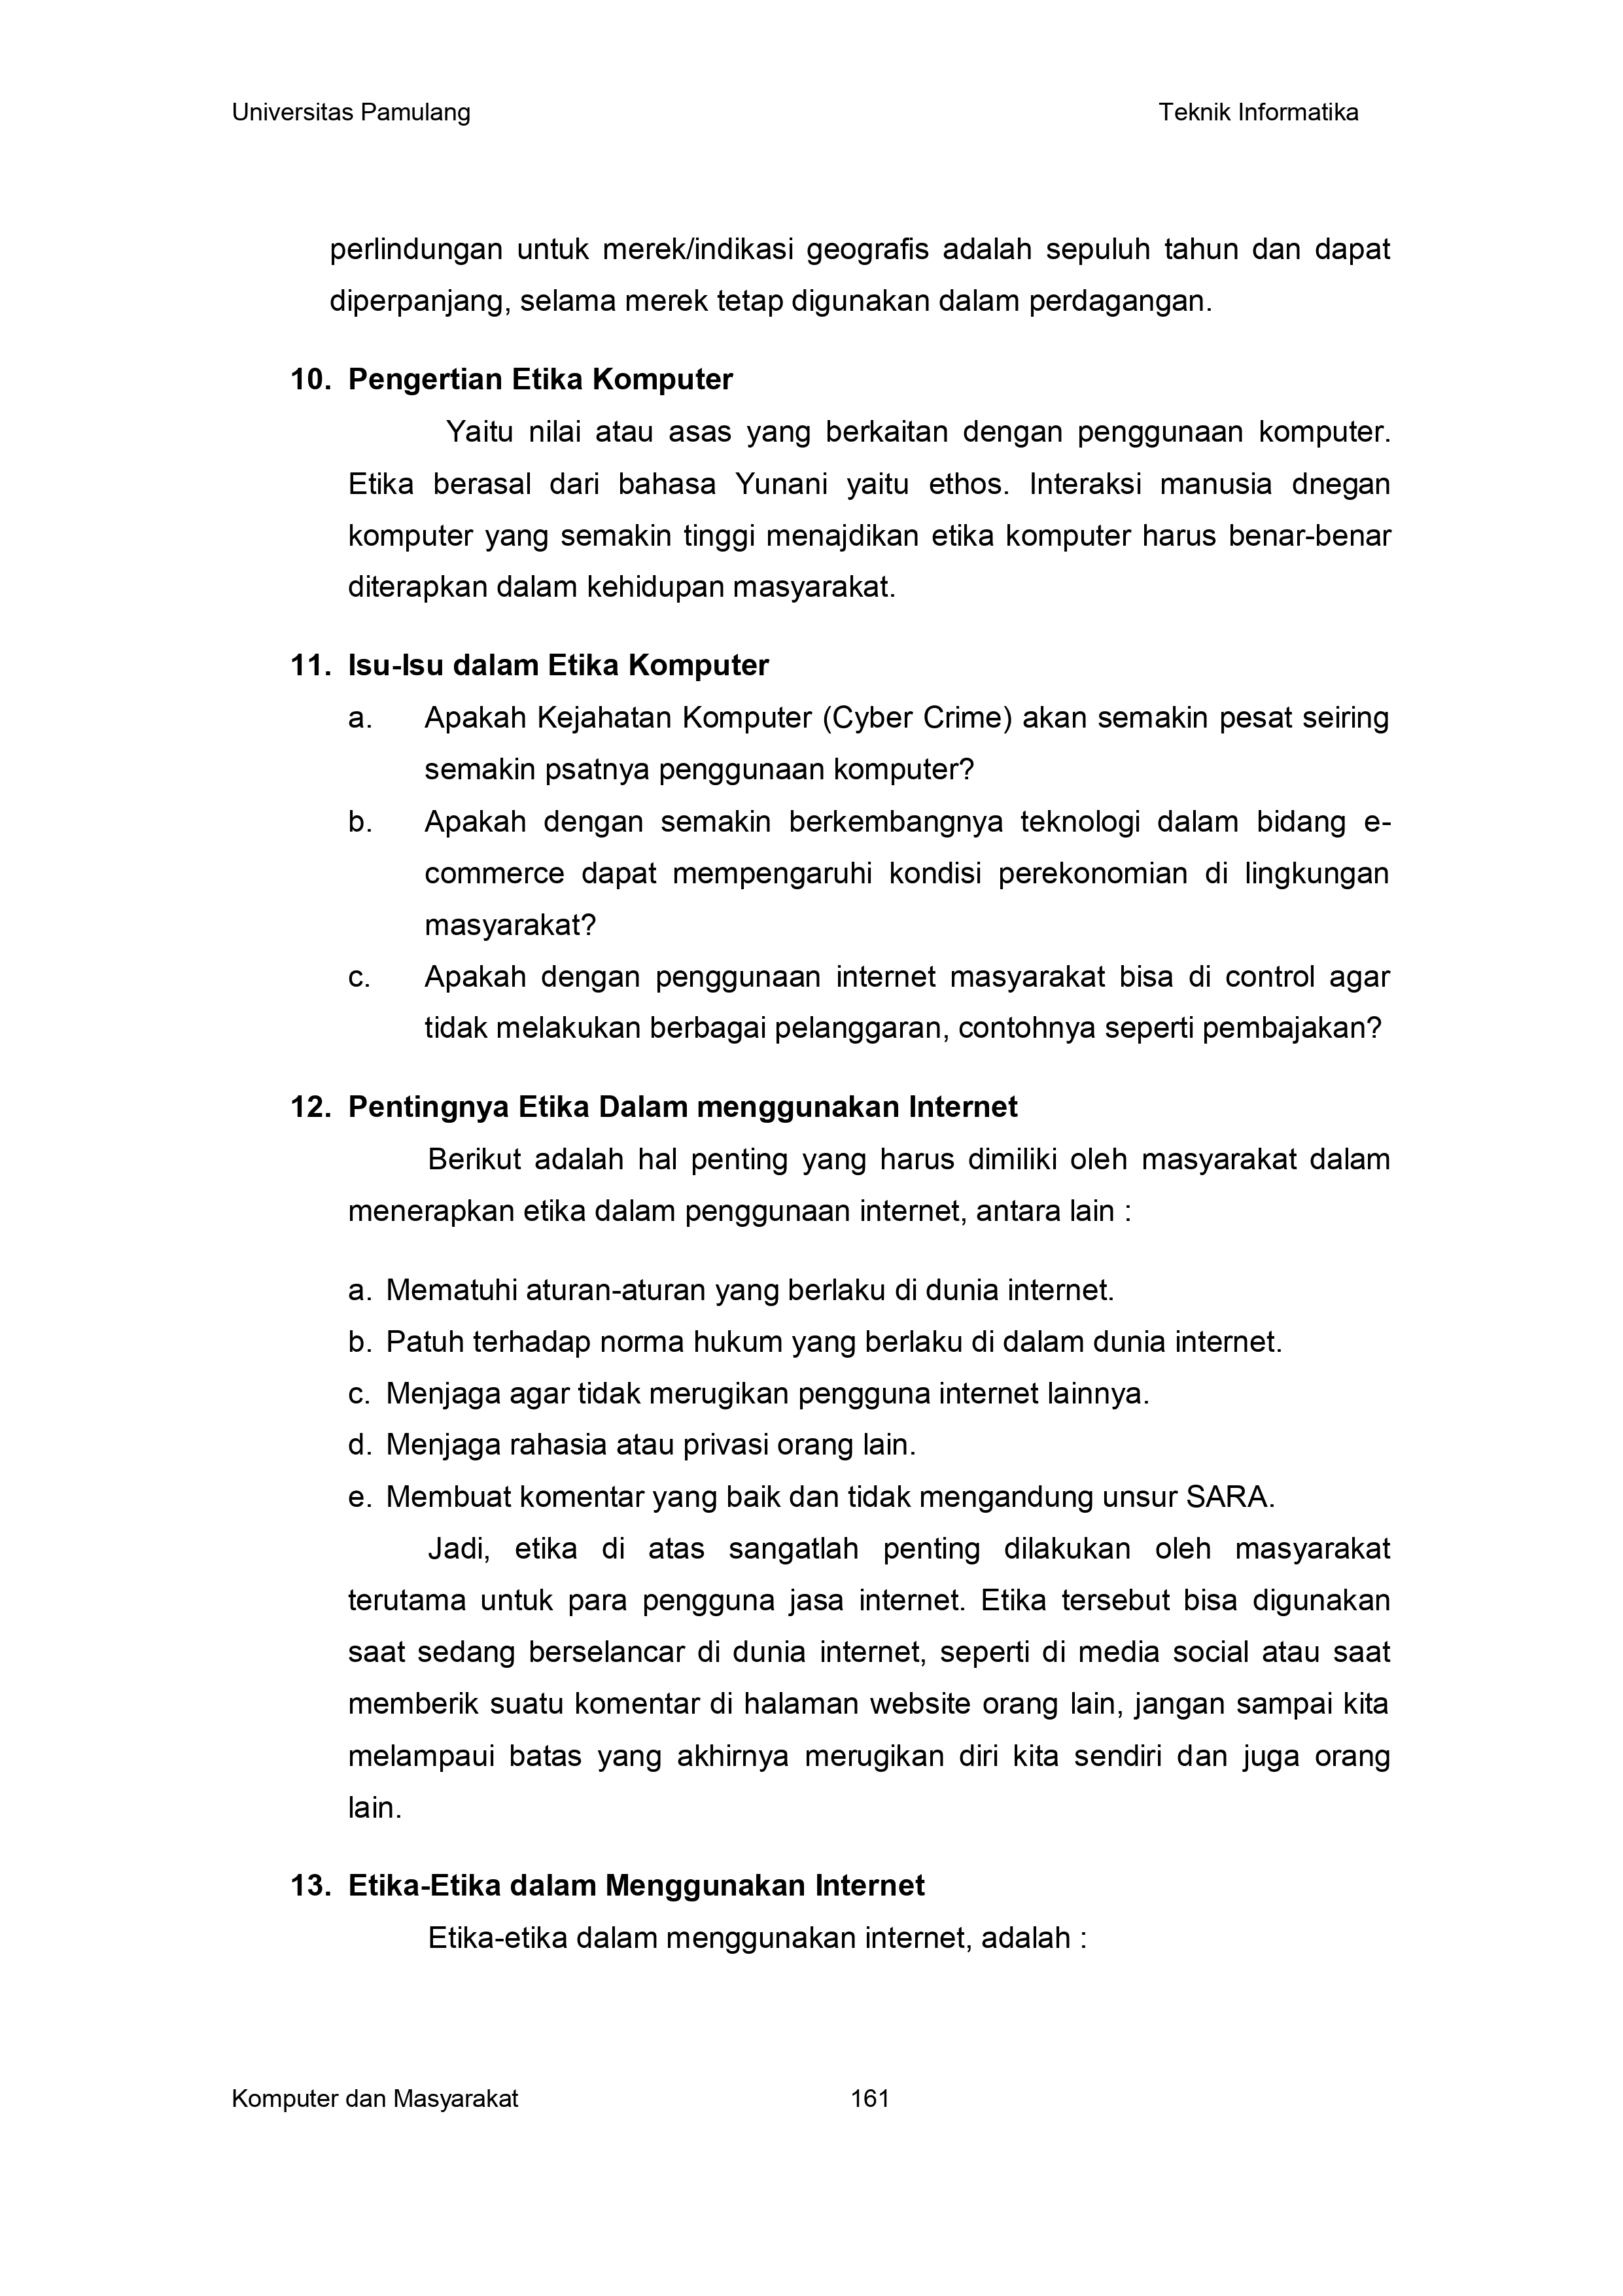 Universitas Pamulang Teknik Informatika
perlindungan untuk merek/indikasi geografis adalah sepuluh tahun dan dapat
diperpanjang, selama merek tetap digunakan dalam perdagangan.
10. Pengertian Etika Komputer
Yaitu nilai atau asas yang berkaitan dengan penggunaan komputer.
Etika berasal dari bahasa Yunani yaitu ethos. Interaksi manusia dnegan
komputer yang semakin tinggi menajdikan etika komputer harus benar-benar
diterapkan dalam kehidupan masyarakat.
11. Isu-Isu dalam Etika Komputer
a. Apakah Kejahatan Komputer (Cyber Crime) akan semakin pesat seiring
semakin psatnya penggunaan komputer?
b. Apakah dengan semakin berkembangnya teknologi dalam bidang e-
commerce dapat mempengaruhi kondisi perekonomian di lingkungan
masyarakat?
c. Apakah dengan penggunaan internet masyarakat bisa di control agar
tidak melakukan berbagai pelanggaran, contohnya seperti pembajakan?
12. Pentingnya Etika Dalam menggunakan Internet
Berikut adalah hal penting yang harus dimiliki oleh masyarakat dalam
menerapkan etika dalam penggunaan internet, antara lain :
a. Mematuhi aturan-aturan yang berlaku di dunia internet.
b. Patuh terhadap norma hukum yang berlaku di dalam dunia internet.
c. Menjaga agar tidak merugikan pengguna internet lainnya.
d. Menjaga rahasia atau privasi orang lain.
e. Membuat komentar yang baik dan tidak mengandung unsur SARA.
Jadi, etika di atas sangatlah penting dilakukan oleh masyarakat
terutama untuk para pengguna jasa internet. Etika tersebut bisa digunakan
saat sedang berselancar di dunia internet, seperti di media social atau saat
memberik suatu komentar di halaman website orang lain, jangan sampai kita
melampaui batas yang akhirnya merugikan diri kita sendiri dan juga orang
lain.
13. Etika-Etika dalam Menggunakan Internet
Etika-etika dalam menggunakan internet, adalah :
Komputer dan Masyarakat 161